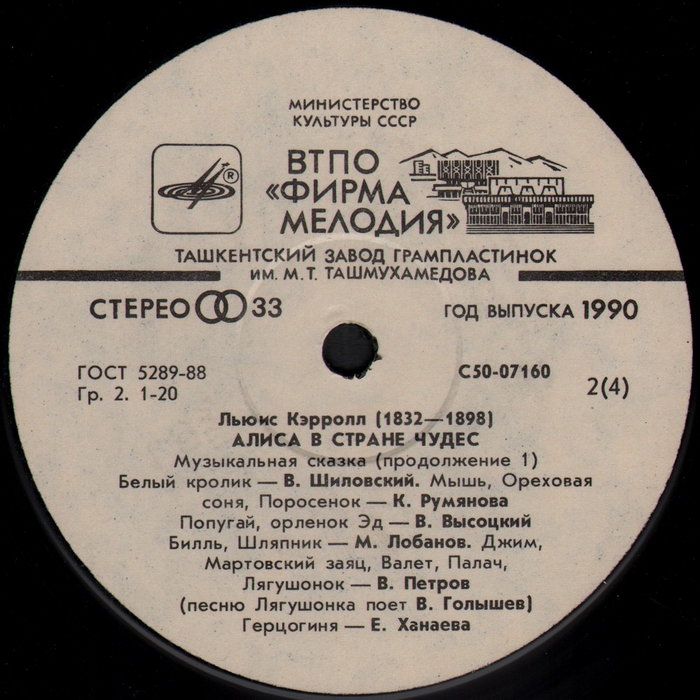 МИНИСТЕРСТВО
КУЛЬТУРЫ СССР
ВТПО
«ФИРМА
МЕЛОДИЯ»
®
ТАШКЕНТСКИЙ ЗАВОД ГРАМПЛАСТИНОК
ИМ. М.Т. ТАШМУХАМЕДОВА
СТЕРЕО 33
ГОД ВЫПУСКА 1990
ГОСТ 5289-88
Гр. 2. 1-20
С50-07160
2(4)
Льюис Кэрролл (1832—1898)
АЛИСА В СТРАНЕ ЧУДЕС
Музыкальная сказка (продолжение 1)
Белый кролик — В. Шиловский. Мышь, Ореховая
соня, Поросенок — К. Румянова
Попугай, орленок Эд — В. Высоцкий
Билль, Шляпник — М. Лобанов. Джим,
Мартовский заяц, Валет, Палач,
Лягушонок — В. Петров
(песню Лягушонка поет В. Голышев)
Герцогиня — Е. Ханаева